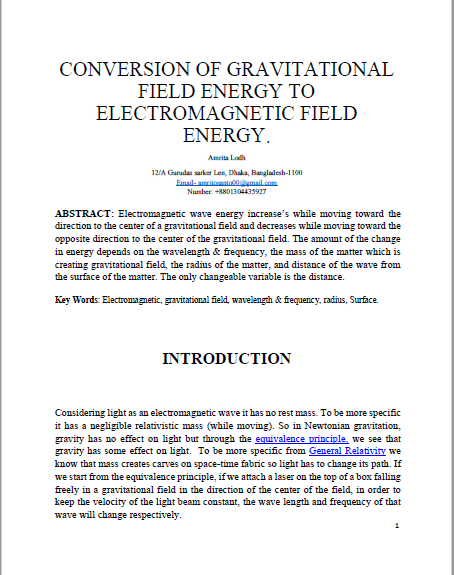 CONVERSION OF GRAVITATIONAL
FIELD ENERGY TO
ELECTROMAGNETIC FIELD
ENERGY.
Amrita Lodh
12/A Gurudas sarker Len, Dhaka, Bangladesh-1100
Email- amritosanto00@gmail.com
Number: +8801304435927
ABSTRACT: Electromagnetic wave energy increase’s while moving toward the
direction to the center of a gravitational field and decreases while moving toward the
opposite direction to the center of the gravitational field. The amount of the change
in energy depends on the wavelength & frequency, the mass of the matter which is
creating gravitational field, the radius of the matter, and distance of the wave from
the surface of the matter. The only changeable variable is the distance.
Key Words: Electromagnetic, gravitational field, wavelength & frequency, radius, Surface.
INTRODUCTION
Considering light as an electromagnetic wave it has no rest mass. To be more specific
it has a negligible relativistic mass (while moving). So in Newtonian gravitation,
gravity has no effect on light but through the equivalence principle, we see that
gravity has some effect on light. To be more specific from General Relativity we
know that mass creates carves on space-time fabric so light has to change its path. If
we start from the equivalence principle, if we attach a laser on the top of a box falling
freely in a gravitational field in the direction of the center of the field, in order to
keep the velocity of the light beam constant, the wave length and frequency of that
wave will change respectively.
1